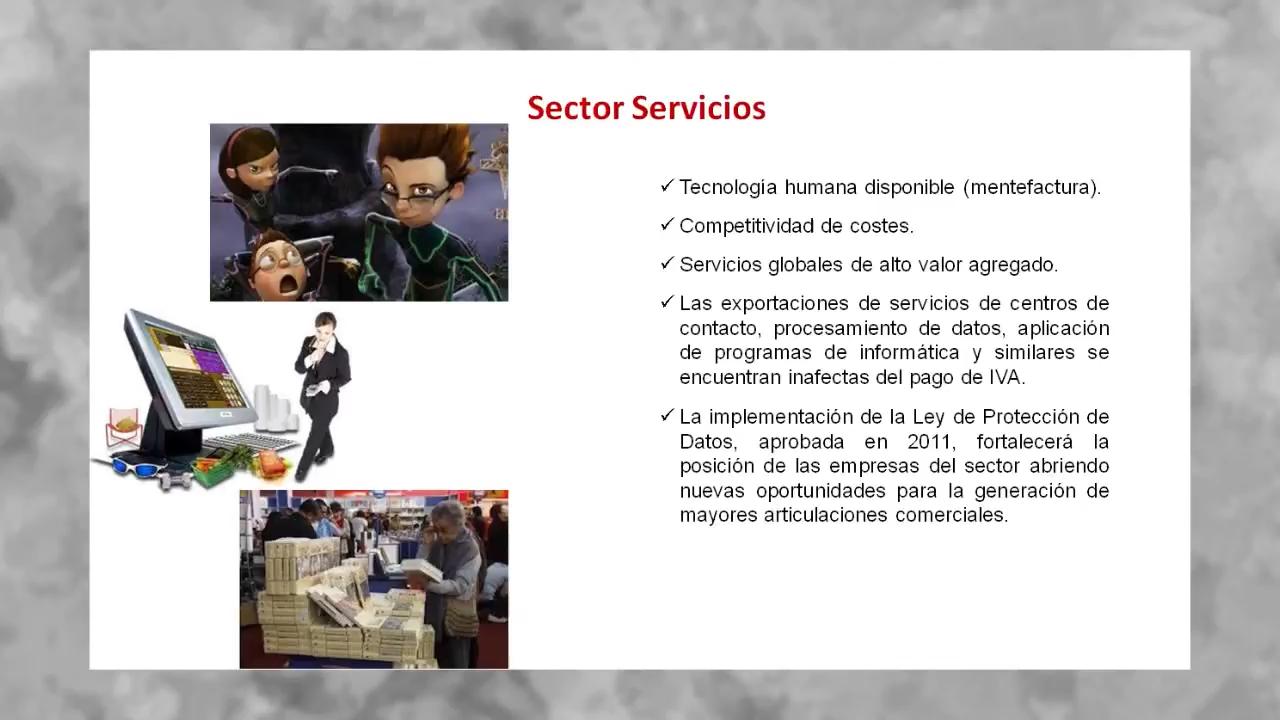 Sector Servicios
✓ Tecnología humana disponible (mentefactura).
✓ Competitividad de costes.
✓ Servicios globales de alto valor agregado.
✓ Las exportaciones de servicios de centros de
contacto, procesamiento de datos, aplicación
de programas de informática y similares se
encuentran inafectas del pago de IVA.
✓ La implementación de la Ley de Protección de
Datos, aprobada en 2011, fortalecerá la
posición de las empresas del sector abriendo
nuevas oportunidades para la generación de
mayores articulaciones comerciales.